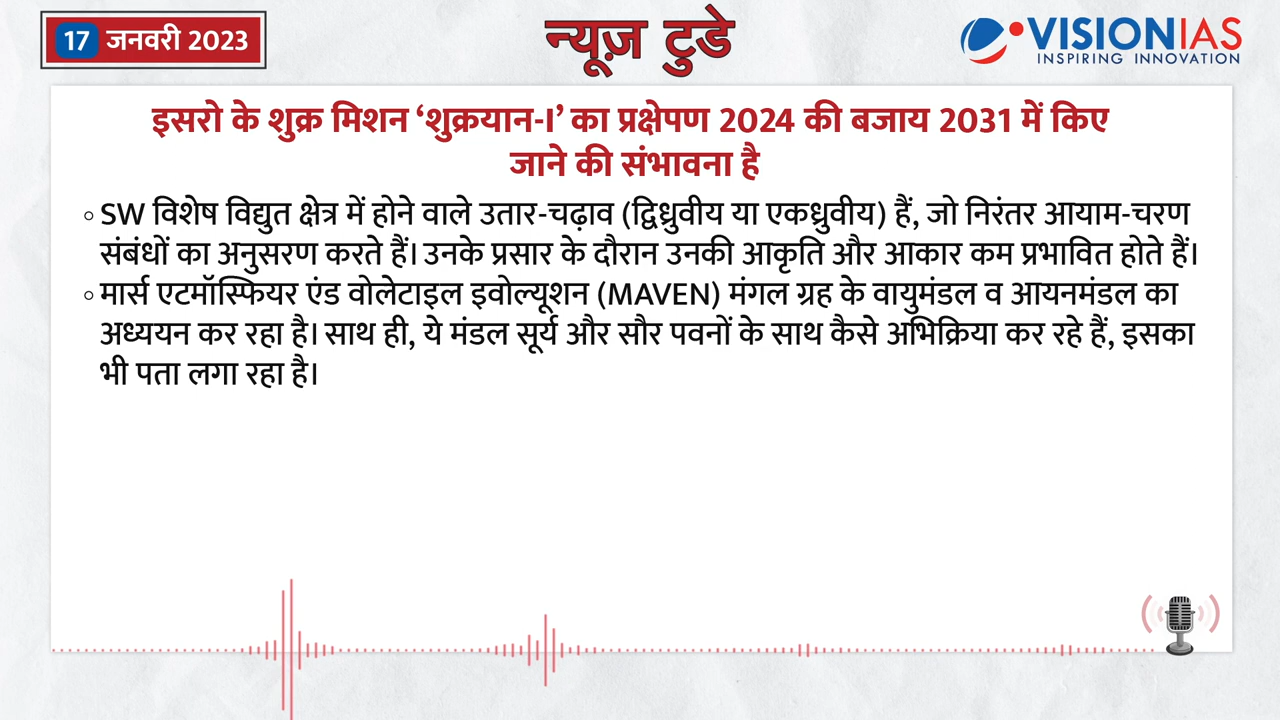 17 जनवरी 2023
न्यूज़ टुडे
VISIONIAS
INSPIRING INNOVATION
इसरो के शुक्र मिशन ‘शुक्रयान-I’ का प्रक्षेपण 2024 की बजाय 2031 में किए
जाने की संभावना है
SW विशेष विद्युत क्षेत्र में होने वाले उतार-चढ़ाव (द्विध्रुवीय या एकध्रुवीय) हैं, जो निरंतर आयाम-चरण
संबंधों का अनुसरण करते हैं। उनके प्रसार के दौरान उनकी आकृति और आकार कम प्रभावित होते हैं।
मार्स एटमॉस्फियर एंड वोलेटाइल इवोल्यूशन (MAVEN) मंगल ग्रह के वायुमंडल व आयनमंडल का
अध्ययन कर रहा है। साथ ही, ये मंडल सूर्य और सौर पवनों के साथ कैसे अभिक्रिया कर रहे हैं, इसका
भी पता लगा रहा है।